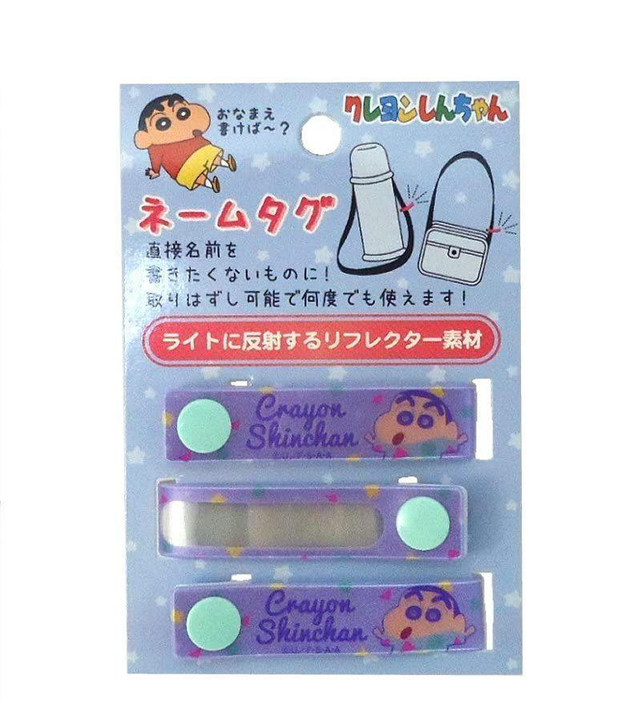 おなまえ
書けば～?
クレヨンしんちゃん
ネームタグ
直接名前を
書きたくないものに!
取りはずし可能で何度でも使えます!
ライトに反射するリフレクター素材
Crayon
Shinchan
©U/F・S・A・A
Crayon
Shinchan
©U/F・S・A・A